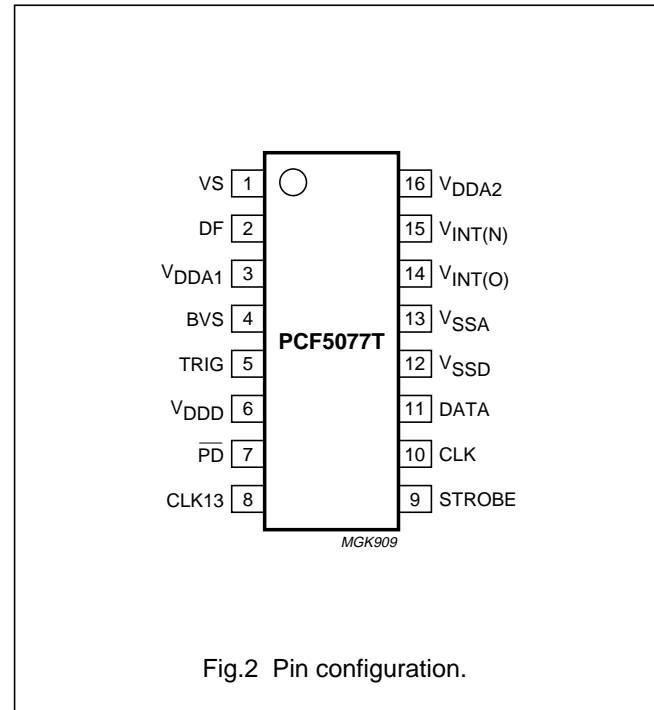 VS 1
DF 2
VDDA1 3
BVS 4
TRIG 5
VDDD 6
PD 7
CLK13 8
PCF5077T
16 VDDA2
15 VINT(N)
14 VINT(O)
13 VSSA
12 VSSD
11 DATA
10 CLK
9 STROBE
MGK909
Fig.2 Pin configuration.